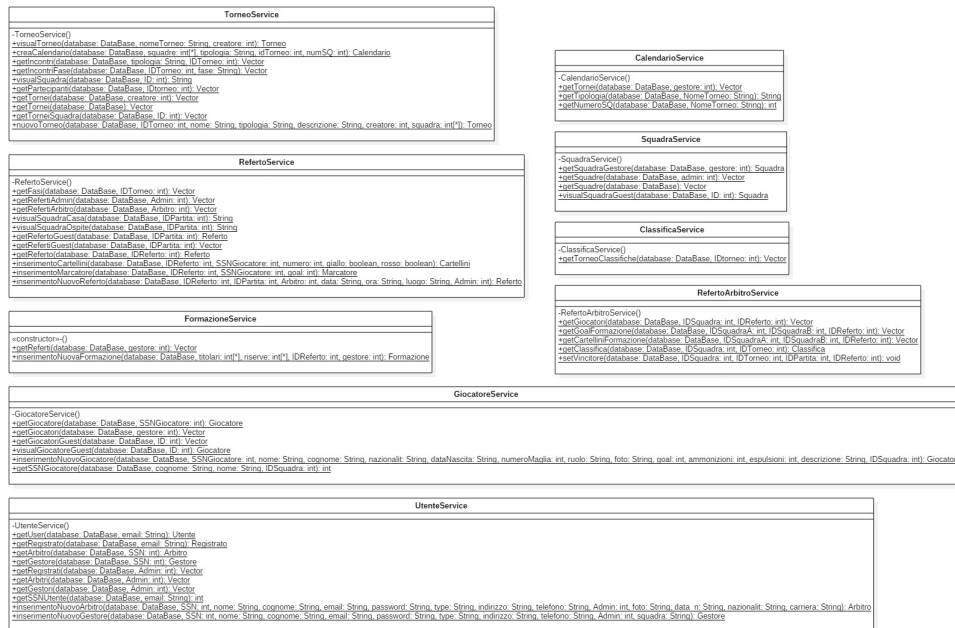 TorneoService
-TorneoService()
+visualTorneo(database: DataBase, nomeTorneo: String, creatore: int): Torneo
+creaCalendario(database: DataBase, squadre: int[*], tipologia: String, idTorneo: int, numSQ: int): Calendario
+getIncontri(database: DataBase, tipologia: String, IDTorneo: int): Vector
+getIncontriFase(database: DataBase, IDTorneo: int, fase: String): Vector
+visualSquadra(database: DataBase, ID: int): String
+getPartecipanti(database: DataBase, IDtorneo: int): Vector
+getTornei(database: DataBase, creatore: int): Vector
+getTornei(database: DataBase): Vector
+getTorneiSquadra(database: DataBase, ID: int): Vector
+nuovoTorneo(database: DataBase, IDTorneo: int, nome: String, tipologia: String, descrizione: String, creatore: int, squadra: int[*]): Torneo
CalendarioService
-CalendarioService()
+getTornei(database: DataBase, gestore: int): Vector
+getTipologia(database: DataBase, NomeTorneo: String): String
+getNumeroSQ(database: DataBase, NomeTorneo: String): int
SquadraService
-SquadraService()
+getSquadraGestore(database: DataBase, gestore: int): Squadra
+getSquadre(database: DataBase, admin: int): Vector
+getSquadre(database: DataBase): Vector
+visualSquadraGuest(database: DataBase, ID: int): Squadra
RefertoService
-RefertoService()
+getFasi(database: DataBase, IDTorneo: int): Vector
+getRefertiAdmin(database: DataBase, Admin: int): Vector
+getRefertiArbitro(database: DataBase, Arbitro: int): Vector
+visualSquadraCasa(database: DataBase, IDPartita: int): String
+visualSquadraOspite(database: DataBase, IDPartita: int): String
+getRefertoGuest(database: DataBase, IDPartita: int): Referto
+getRefertiGuest(database: DataBase, IDPartita: int): Vector
+getReferto(database: DataBase, IDReferto: int): Referto
+inserimentoCartellini(database: DataBase, IDReferto: int, SSNGiocatore: int, numero: int, giallo: boolean, rosso: boolean): Cartellini
+inserimentoMarcatore(database: DataBase, IDReferto: int, SSNGiocatore: int, goal: int): Marcatore
+inserimentoNuovoReferto(database: DataBase, IDReferto: int, IDPartita: int, Arbitro: int, data: String, ora: String, luogo: String, Admin: int): Referto
ClassificaService
-ClassificaService()
+getTorneoClassifiche(database: DataBase, IDtorneo: int): Vector
RefertoArbitroService
-RefertoArbitroService()
+getGiocatori(database: DataBase, IDSquadra: int, IDReferto: int): Vector
+getGoalFormazione(database: DataBase, IDSquadraA: int, IDSquadraB: int, IDReferto: int): Vector
+getCartelliniFormazione(database: DataBase, IDSquadraA: int, IDSquadraB: int, IDReferto: int): Vector
+getClassifica(database: DataBase, IDSquadra: int, IDTorneo: int): Classifica
+setVincitore(database: DataBase, IDSquadra: int, IDTorneo: int, IDPartita: int, IDReferto: int): void
FormazioneService
«constructor»-()
+getReferti(database: DataBase, gestore: int): Vector
+inserimentoNuovaFormazione(database: DataBase, titolari: int[*], riserve: int[*], IDReferto: int, gestore: int): Formazione
GiocatoreService
-GiocatoreService()
+getGiocatore(database: DataBase, SSNGiocatore: int): Giocatore
+getGiocatori(database: DataBase, gestore: int): Vector
+getGiocatoriGuest(database: DataBase, ID: int): Vector
+visualGiocatoreGuest(database: DataBase, ID: int): Giocatore
+inserimentoNuovoGiocatore(database: DataBase, SSNGiocatore: int, nome: String, cognome: String, nazionalit: String, dataNascita: String, numeroMaglia: int, ruolo: String, foto: String, goal: int, ammonizioni: int, espulsioni: int, descrizione: String, IDSquadra: int): Giocator
+getSSNGiocatore(database: DataBase, cognome: String, nome: String, IDSquadra: int): int
UtenteService
-UtenteService()
+getUser(database: DataBase, email: String): Utente
+getRegistrato(database: DataBase, email: String): Registrato
+getArbitro(database: DataBase, SSN: int): Arbitro
+getGestore(database: DataBase, SSN: int): Gestore
+getRegistrati(database: DataBase, Admin: int): Vector
+getArbitri(database: DataBase, Admin: int): Vector
+getGestori(database: DataBase, Admin: int): Vector
+getSSNUtente(database: DataBase, email: String): int
+inserimentoNuovoArbitro(database: DataBase, SSN: int, nome: String, cognome: String, email: String, password: String, type: String, indirizzo: String, telefono: String, Admin: int, foto: String, data_n: String, nazionalit: String, carriera: String): Arbitro
+inserimentoNuovoGestore(database: DataBase, SSN: int, nome: String, cognome: String, email: String, password: String, type: String, indirizzo: String, telefono: String, Admin: int, squadra: String): Gestore